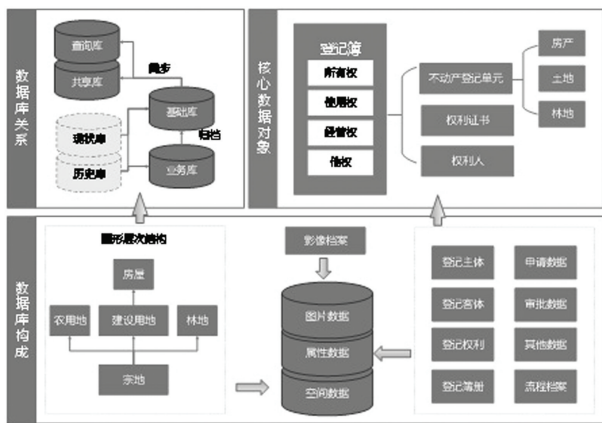 数据库关系
查询库
共享库
同步
基础库
归档
现状库
历史库
业务库
核心数据对象
登记簿
所有权
使用权
经营权
他权
不动产登记单元
权利证书
权利人
房产
土地
林地
数据库构成
图形层次结构
房屋
农用地
建设用地
林地
宗地
影像档案
图片数据
属性数据
空间数据
登记主体
申请数据
登记客体
审批数据
登记权利
其他数据
登记簿册
流程档案